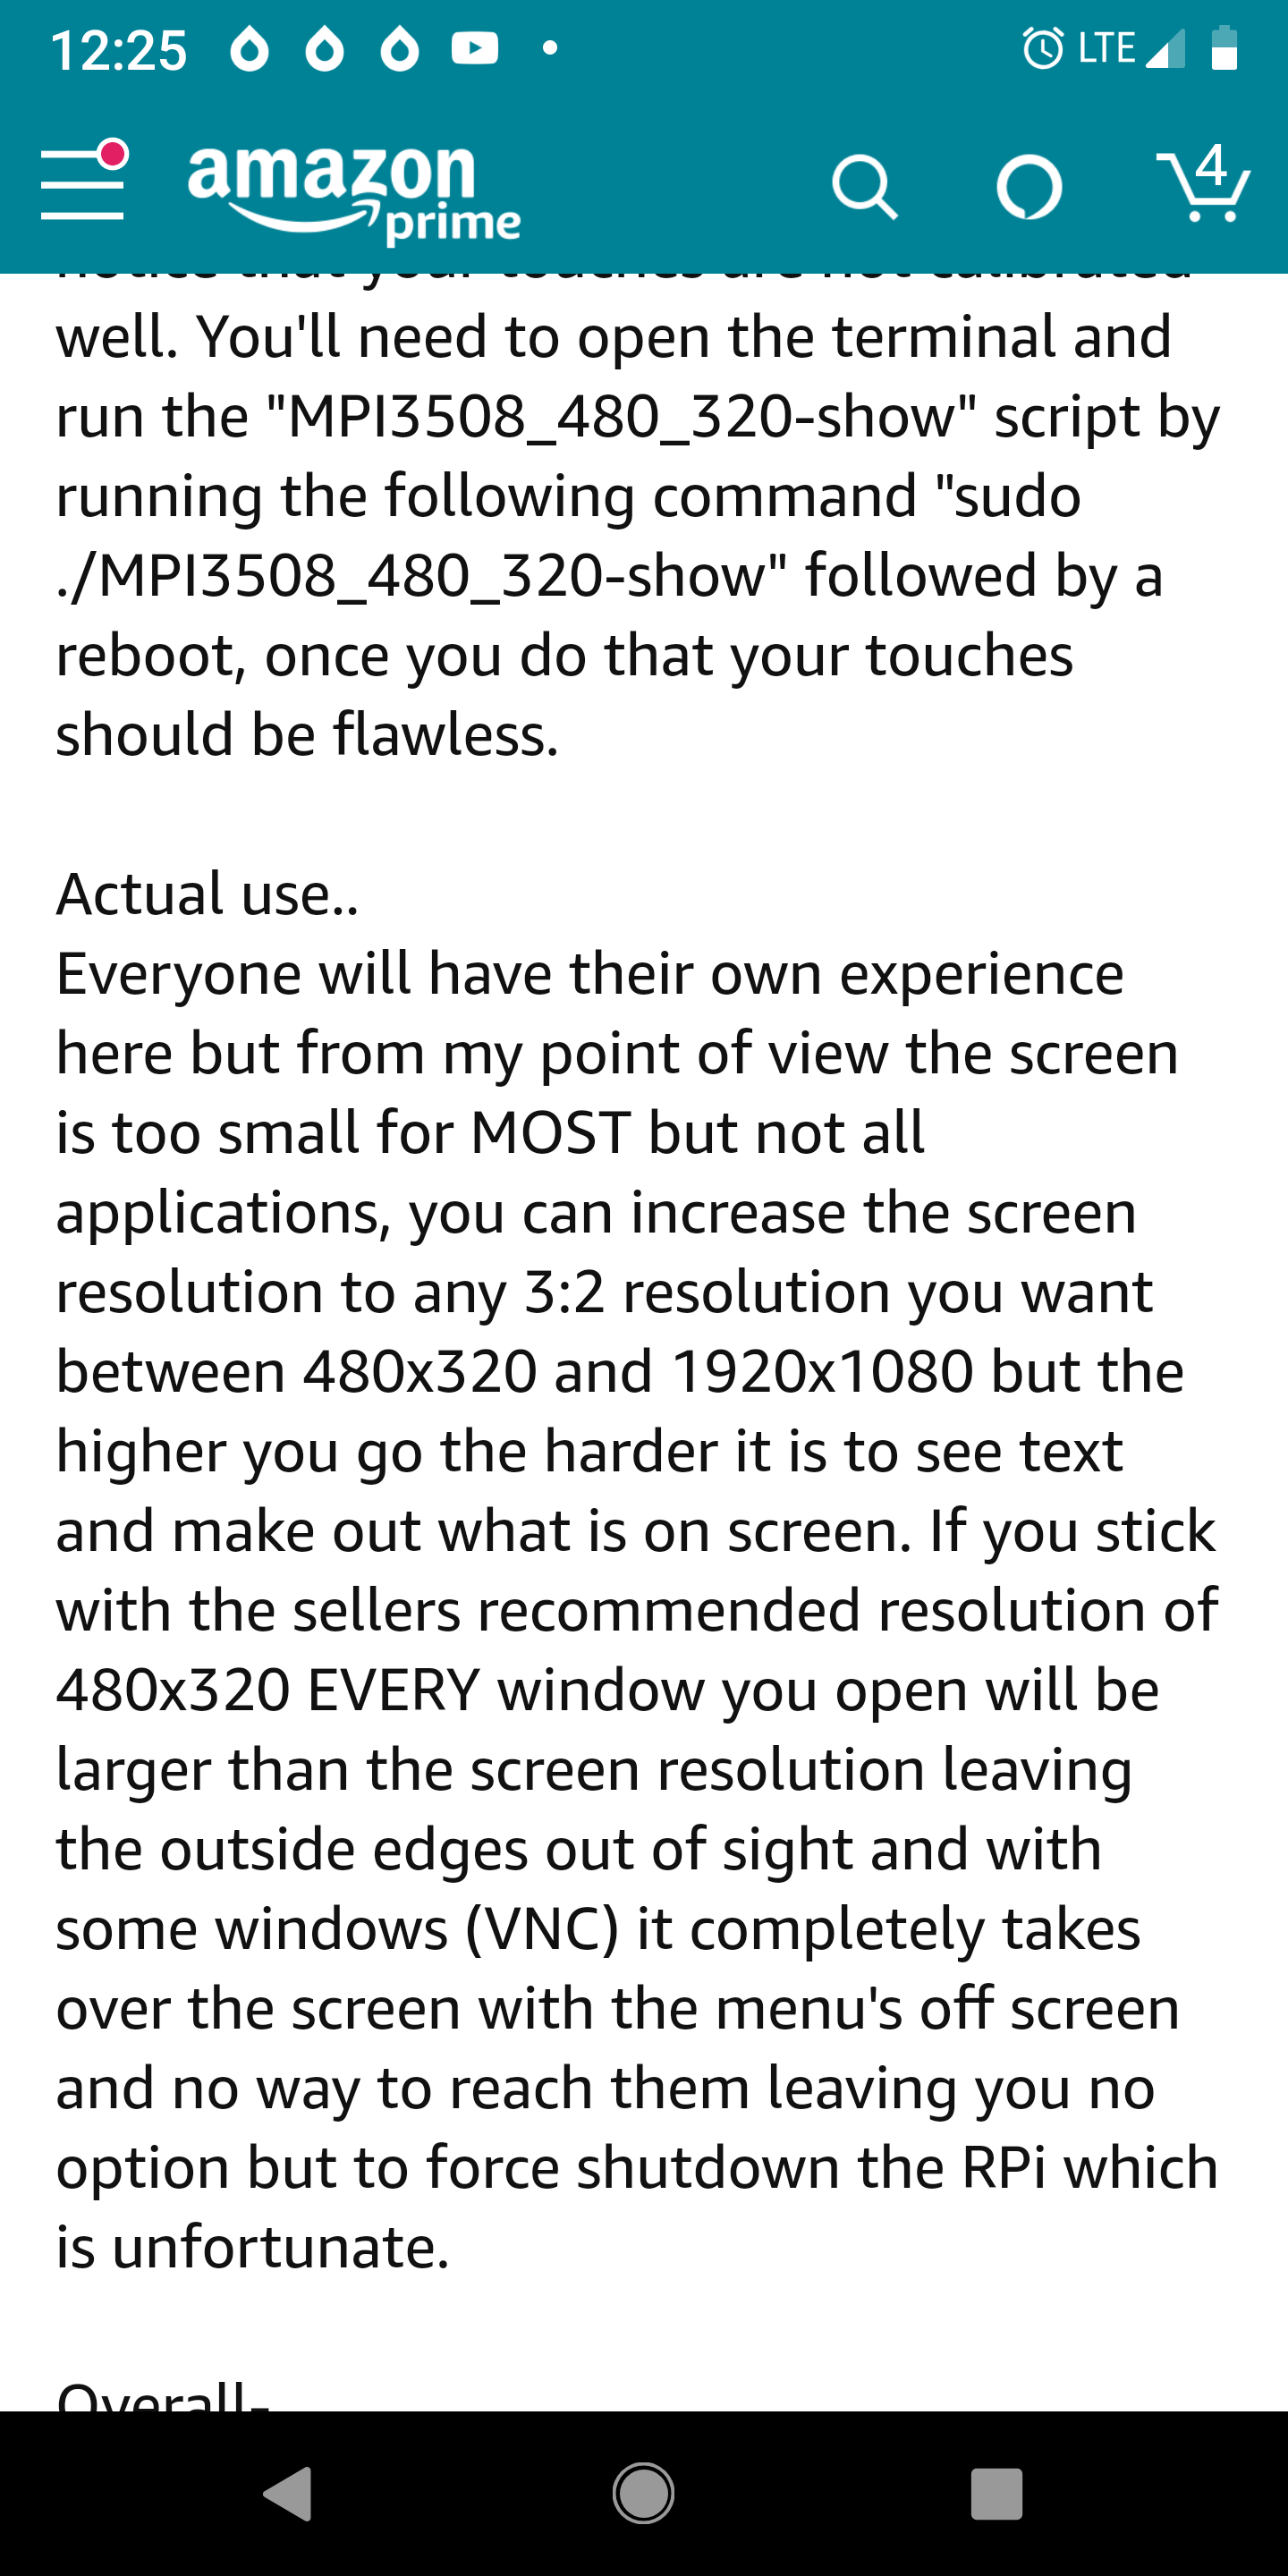 12:25 LTE
amazon prime 4
notice that your touches are not calibrated
well. You'll need to open the terminal and
run the "MPI3508_480_320-show" script by
running the following command "sudo
./MPI3508_480_320-show" followed by a
reboot, once you do that your touches
should be flawless.
Actual use..
Everyone will have their own experience
here but from my point of view the screen
is too small for MOST but not all
applications, you can increase the screen
resolution to any 3:2 resolution you want
between 480x320 and 1920x1080 but the
higher you go the harder it is to see text
and make out what is on screen. If you stick
with the sellers recommended resolution of
480x320 EVERY window you open will be
larger than the screen resolution leaving
the outside edges out of sight and with
some windows (VNC) it completely takes
over the screen with the menu's off screen
and no way to reach them leaving you no
option but to force shutdown the RPi which
is unfortunate.
Overall-